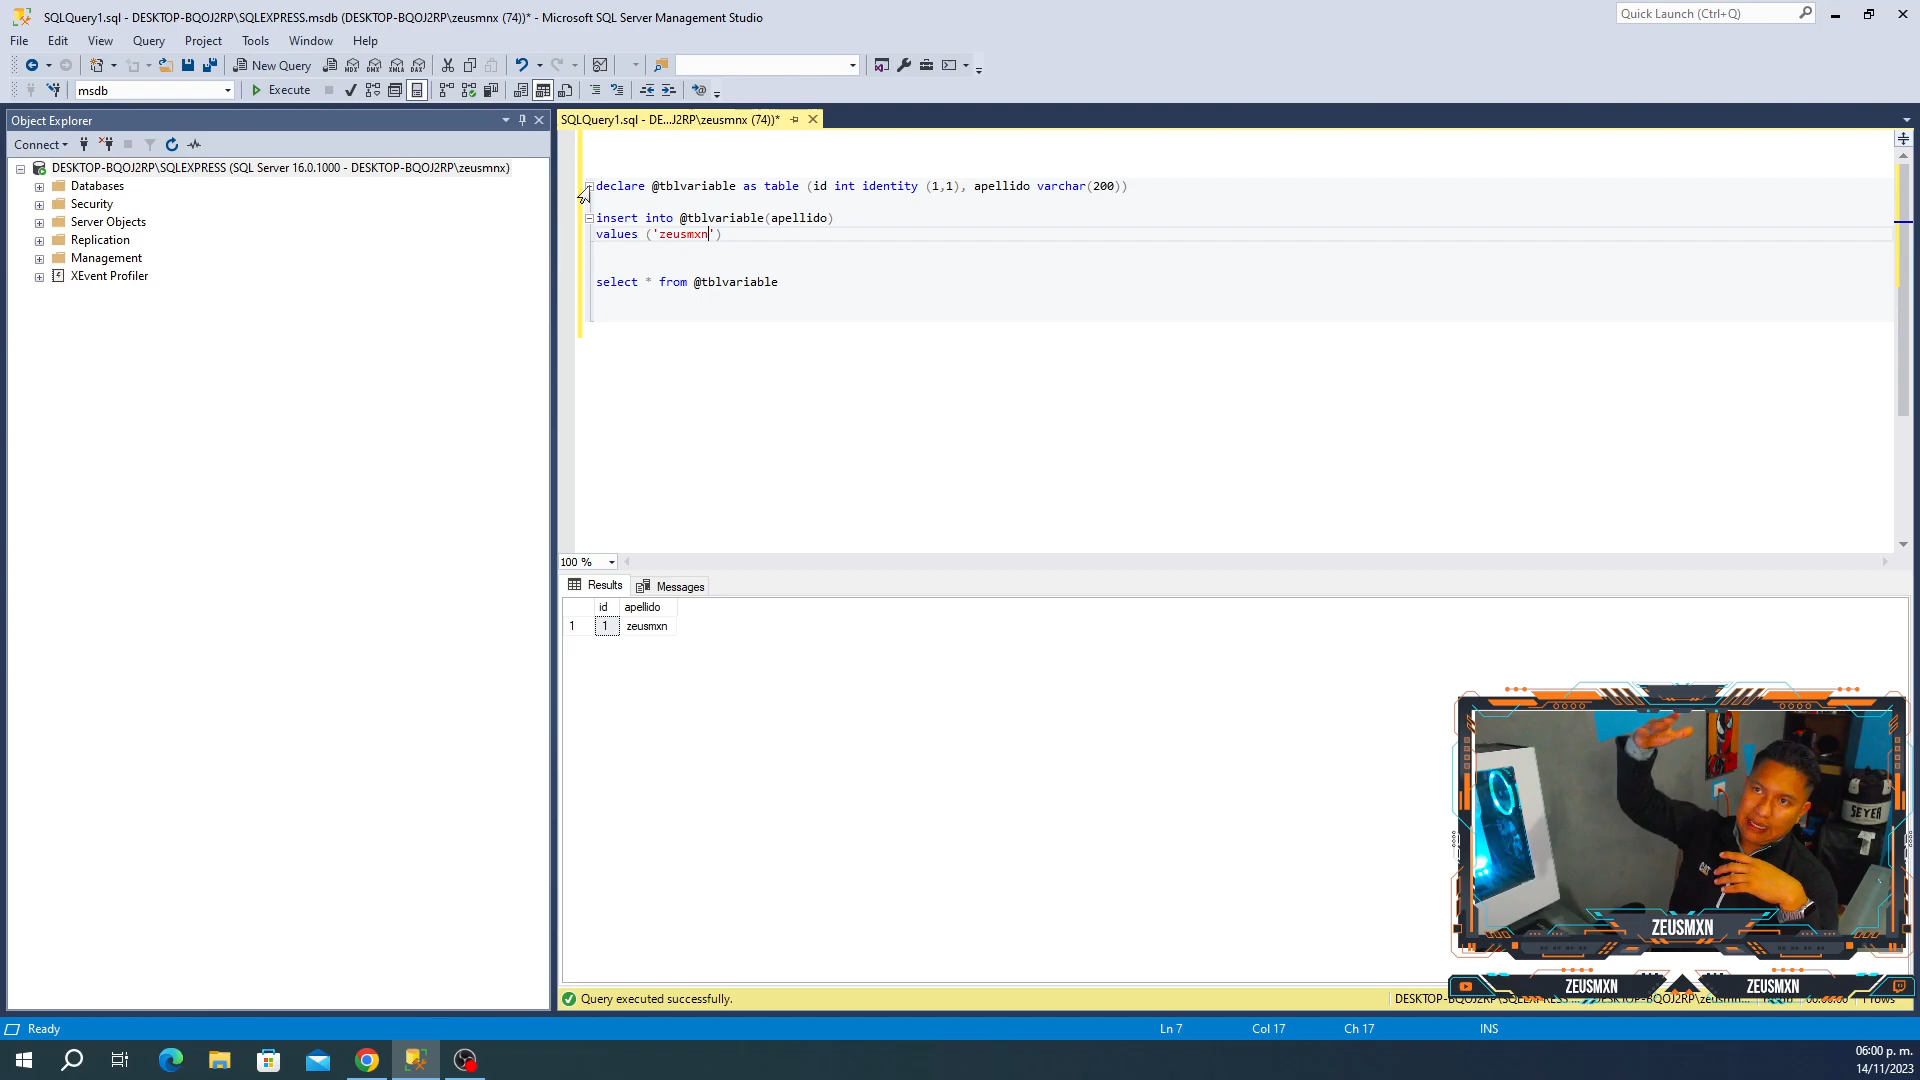 SQLQuery1.sql - DESKTOP-BQOJ2RP\SQLEXPRESS.msdb (DESKTOP-BQOJ2RP\zeusmnx (74))* - Microsoft SQL Server Management Studio
Quick Launch (Ctrl+Q)
File Edit View Query Project Tools Window Help
New Query
MDX DMX XMLA DAX
msdb
Execute
Object Explorer
SQLQuery1.sql - DE...J2RP\zeusmnx (74))*
Connect
DESKTOP-BQOJ2RP\SQLEXPRESS (SQL Server 16.0.1000 - DESKTOP-BQOJ2RP\zeusmnx)
Databases
Security
Server Objects
Replication
Management
XEvent Profiler
declare @tblvariable as table (id int identity (1,1), apellido varchar(200))
insert into @tblvariable(apellido)
values ('zeusmxn')
select * from @tblvariable
100 %
Results Messages
id apellido
1 1 zeusmxn
SEYER
CAT
ZEUSMXN
ZEUSMXN ZEUSMXN
Query executed successfully.
Ready
Ln 7 Col 17 Ch 17 INS
06:00 p. m.
14/11/2023